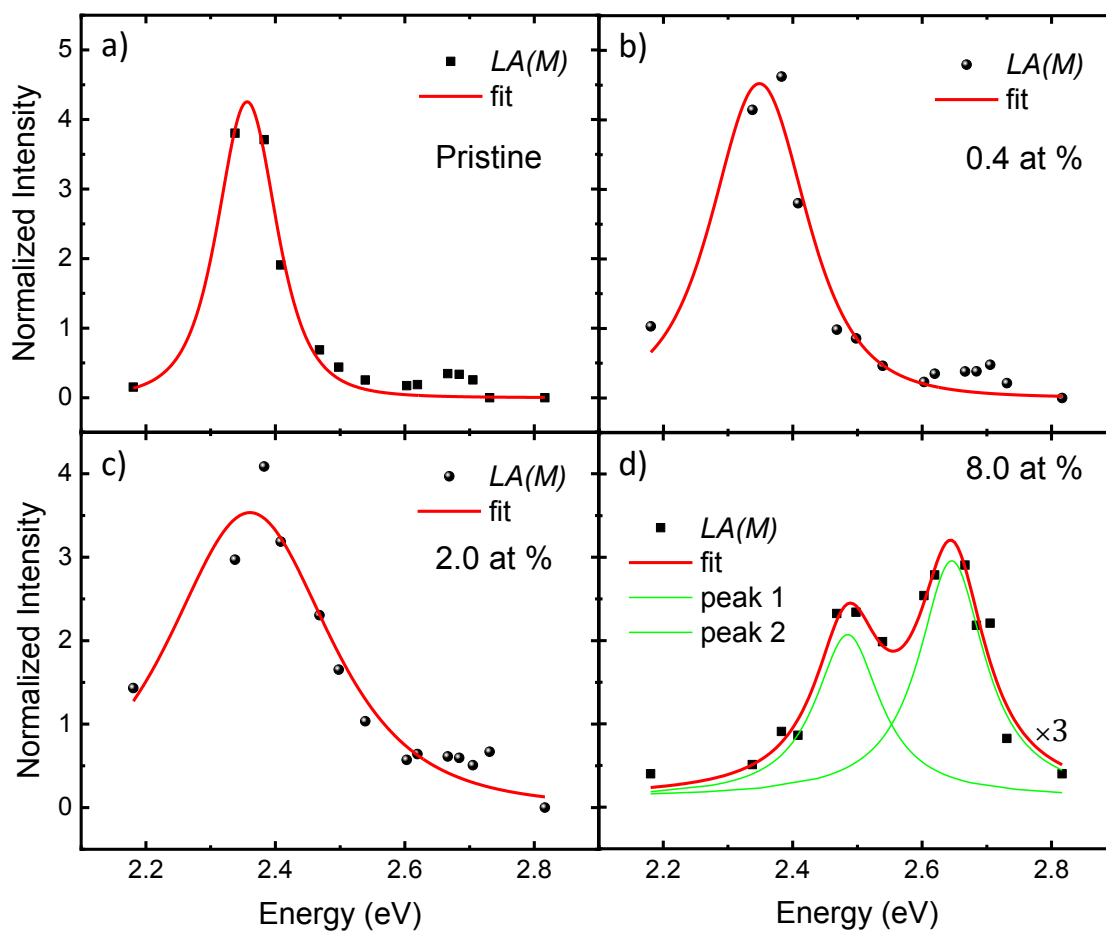 a)
LA(M)
fit
Pristine
Normalized Intensity
5
4
3
2
1
0
b)
LA(M)
fit
0.4 at %
c)
LA(M)
fit
2.0 at %
Normalized Intensity
4
3
2
1
0
2.2 2.4 2.6 2.8
Energy (eV)
d)
8.0 at %
LA(M)
fit
peak 1
peak 2
×3
2.2 2.4 2.6 2.8
Energy (eV)